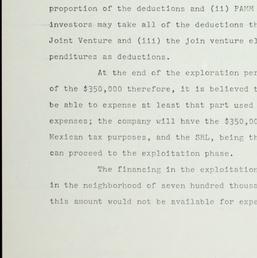 proportion of the deductions and (ii) PAMM
investors may take all of the deductions th
Joint Venture and (iii) the join venture el
penditures as deductions.
At the end of the exploration per
of the $350,000 therefore, it is believed t
be able to expense at least that part used
expenses; the company will have the $350,00
Mexican tax purposes, and the SRL, being th
can proceed to the exploitation phase.
The financing in the exploitation
in the neighborhood of seven hundred thousa
this amount would not be available for expe